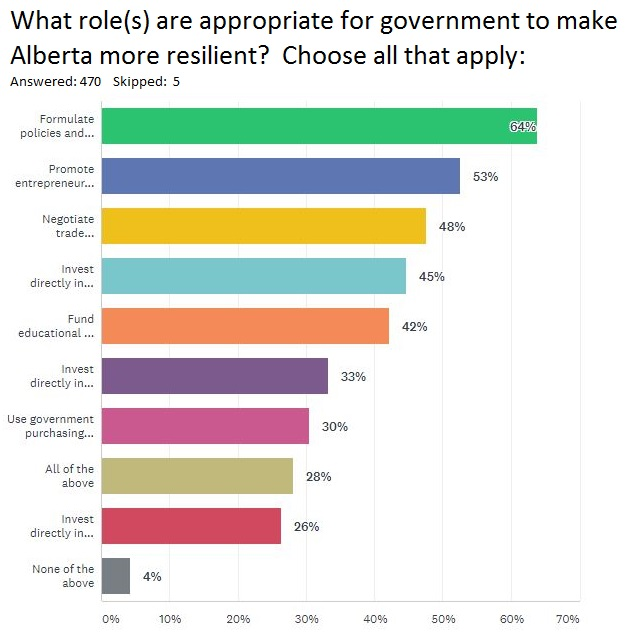 What role(s) are appropriate for government to make
Alberta more resilient?  Choose all that apply:
Answered: 470   Skipped: 5
Formulate
policies and...
64%
Promote
entrepreneur...
53%
Negotiate
trade...
48%
Invest
directly in...
45%
Fund
educational ...
42%
Invest
directly in...
33%
Use government
purchasing...
30%
All of the
above
28%
Invest
directly in...
26%
None of the
above
4%
0% 10% 20% 30% 40% 50% 60% 70%